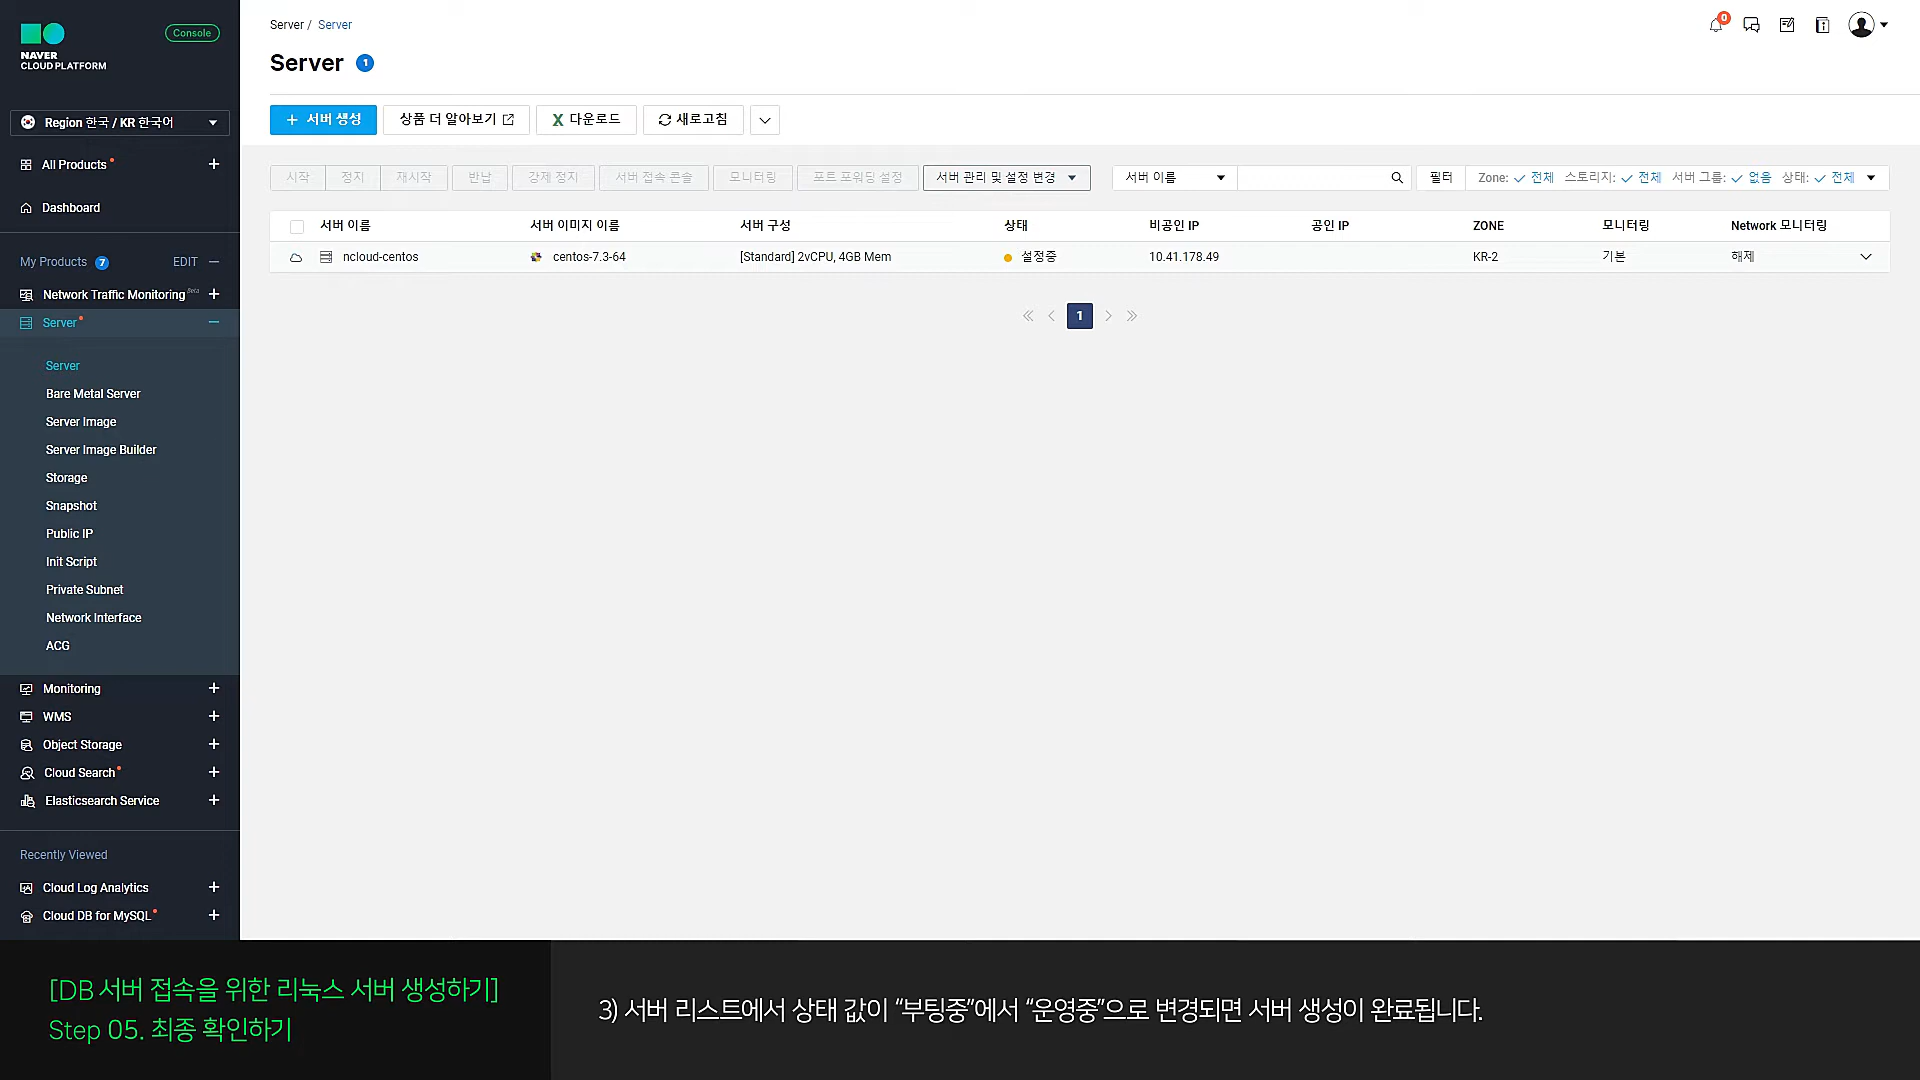 NAVER
CLOUD PLATFORM
Console
Region 한국 / KR 한국어
All Products
Dashboard
My Products 7 EDIT
Network Traffic Monitoring Beta
Server
Server
Bare Metal Server
Server Image
Server Image Builder
Storage
Snapshot
Public IP
Init Script
Private Subnet
Network Interface
ACG
Monitoring
WMS
Object Storage
Cloud Search
Elasticsearch Service
Recently Viewed
Cloud Log Analytics
Cloud DB for MySQL
Server / Server
0
Server 1
+ 서버 생성 상품 더 알아보기 다운로드 새로고침
시작 정지 재시작 반납 강제 정지 서버 접속 콘솔 모니터링 포트 포워딩 설정 서버 관리 및 설정 변경 서버 이름 필터 Zone: 전체 스토리지: 전체 서버 그룹: 없음 상태: 전체
서버 이름 서버 이미지 이름 서버 구성 상태 비공인 IP 공인 IP ZONE 모니터링 Network 모니터링
ncloud-centos centos-7.3-64 [Standard] 2vCPU, 4GB Mem 설정중 10.41.178.49 KR-2 기본 해제
1
[DB 서버 접속을 위한 리눅스 서버 생성하기]
Step 05. 최종 확인하기
3) 서버 리스트에서 상태 값이 “부팅중”에서 “운영중”으로 변경되면 서버 생성이 완료됩니다.